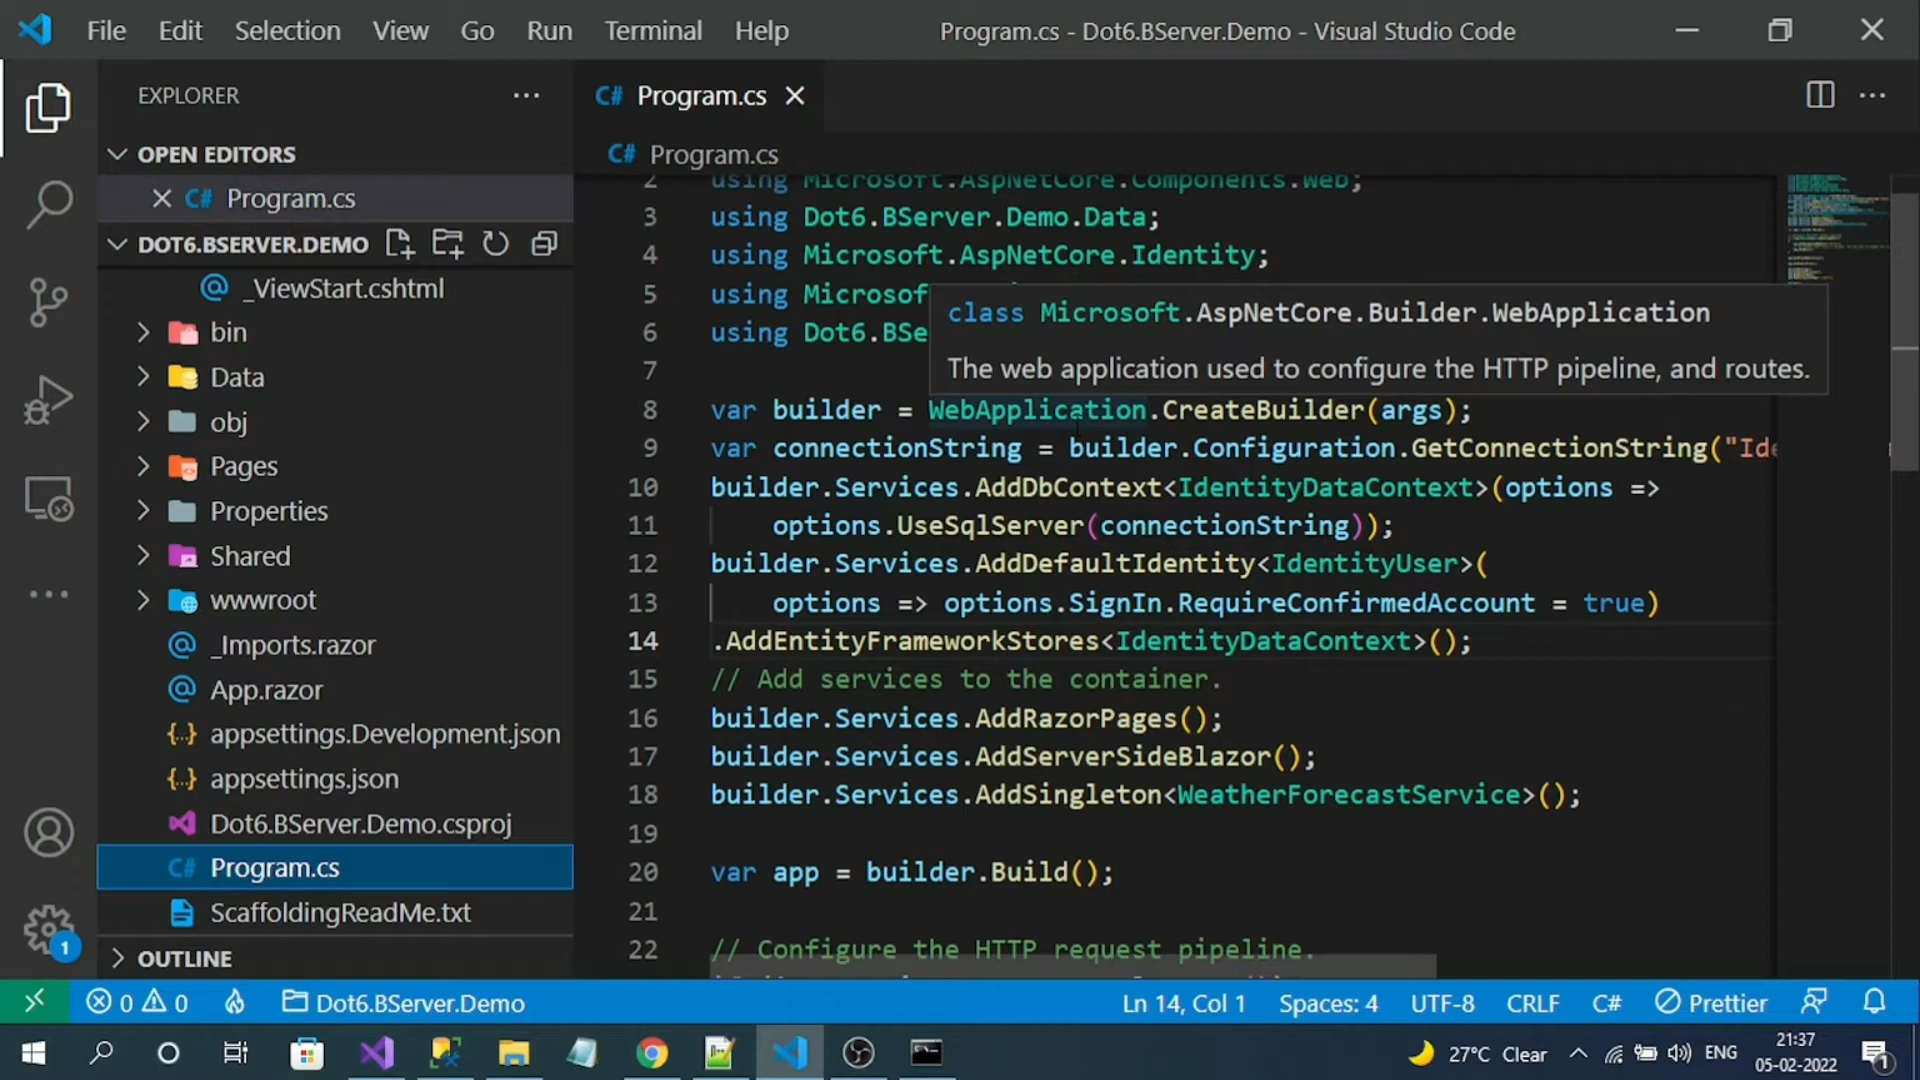 File Edit Selection View Go Run Terminal Help Program.cs - Dot6.BServer.Demo - Visual Studio Code
EXPLORER
OPEN EDITORS
C# Program.cs
DOT6.BSERVER.DEMO
_ViewStart.cshtml
bin
Data
obj
Pages
Properties
Shared
wwwroot
_Imports.razor
App.razor
{..} appsettings.Development.json
{..} appsettings.json
Dot6.BServer.Demo.csproj
C# Program.cs
ScaffoldingReadMe.txt
OUTLINE
C# Program.cs
C# Program.cs
2 using Microsoft.AspNetCore.Components.Web;
3 using Dot6.BServer.Demo.Data;
4 using Microsoft.AspNetCore.Identity;
5 using Microsof
6 using Dot6.BSe
class Microsoft.AspNetCore.Builder.WebApplication
The web application used to configure the HTTP pipeline, and routes.
7
8 var builder = WebApplication.CreateBuilder(args);
9 var connectionString = builder.Configuration.GetConnectionString("Ide
10 builder.Services.AddDbContext<IdentityDataContext>(options =>
11 options.UseSqlServer(connectionString));
12 builder.Services.AddDefaultIdentity<IdentityUser>(
13 options => options.SignIn.RequireConfirmedAccount = true)
14 .AddEntityFrameworkStores<IdentityDataContext>();
15 // Add services to the container.
16 builder.Services.AddRazorPages();
17 builder.Services.AddServerSideBlazor();
18 builder.Services.AddSingleton<WeatherForecastService>();
19
20 var app = builder.Build();
21
22 // Configure the HTTP request pipeline.
1
0 0 Dot6.BServer.Demo Ln 14, Col 1 Spaces: 4 UTF-8 CRLF C# Prettier
27°C Clear ENG 21:37
05-02-2022
1